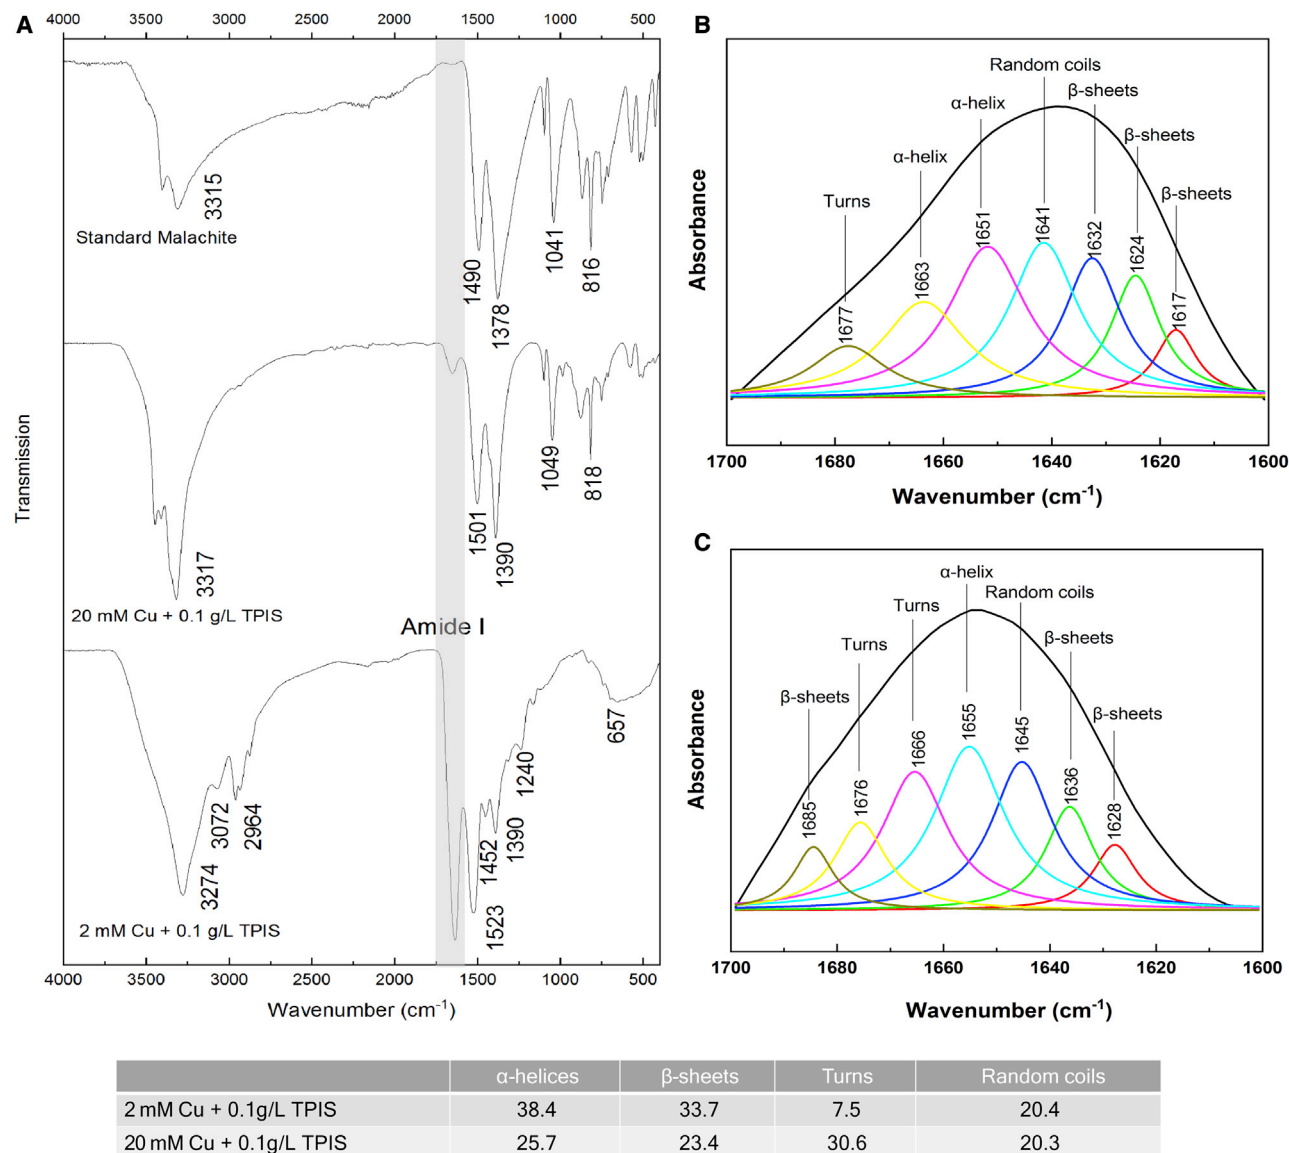 A
4000 3500 3000 2500 2000 1500 1000 500
3315
Standard Malachite
1490
1378
1041
816
3317
20 mM Cu + 0.1 g/L TPIS
1501
1390
1049
818
Amide I
3274
3072
2964
2 mM Cu + 0.1 g/L TPIS
1523
1452
1390
1240
657
Transmission
4000 3500 3000 2500 2000 1500 1000 500
Wavenumber (cm⁻¹)
B
Random coils
α-helix
β-sheets
α-helix
β-sheets
Turns
β-sheets
1677
1663
1651
1641
1632
1624
1617
Absorbance
1700 1680 1660 1640 1620 1600
Wavenumber (cm⁻¹)
C
α-helix
Turns
Random coils
Turns
β-sheets
β-sheets
β-sheets
1685
1676
1666
1655
1645
1636
1628
Absorbance
1700 1680 1660 1640 1620 1600
Wavenumber (cm⁻¹)
α-helices β-sheets Turns Random coils
2 mM Cu + 0.1g/L TPIS 38.4 33.7 7.5 20.4
20 mM Cu + 0.1g/L TPIS 25.7 23.4 30.6 20.3